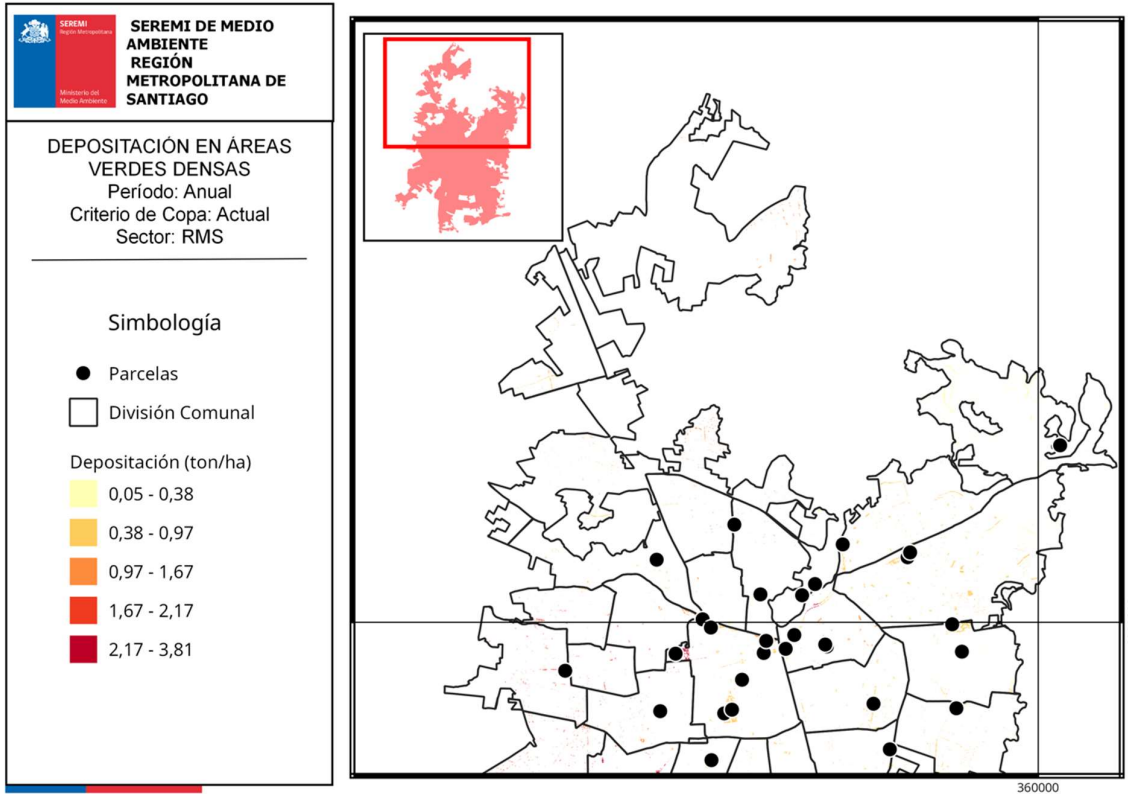 SEREMI
Región Metropolitana
Ministerio del
Medio Ambiente
SEREMI DE MEDIO
AMBIENTE
REGIÓN
METROPOLITANA DE
SANTIAGO
DEPOSITACIÓN EN ÁREAS
VERDES DENSAS
Período: Anual
Criterio de Copa: Actual
Sector: RMS
Simbología
Parcelas
División Comunal
Depositación (ton/ha)
0,05 - 0,38
0,38 - 0,97
0,97 - 1,67
1,67 - 2,17
2,17 - 3,81
360000